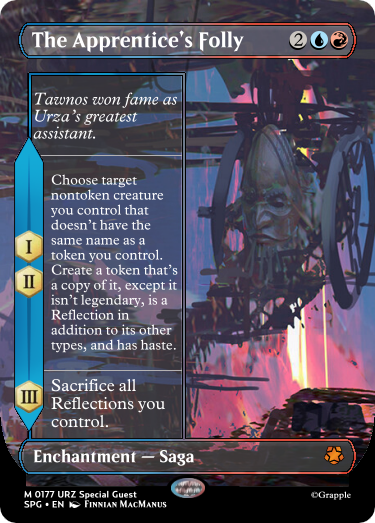 The Apprentice's Folly 2
Tawnos won fame as
Urza's greatest
assistant.
Choose target
nontoken creature
you control that
doesn't have the
same name as a
token you control.
I
II
Create a token that's
a copy of it, except it
isn't legendary, is a
Reflection in
addition to its other
types, and has haste.
III
Sacrifice all
Reflections you
control.
Enchantment — Saga
M 0177 URZ Special Guest
SPG • EN Finnian MacManus
©Grapple